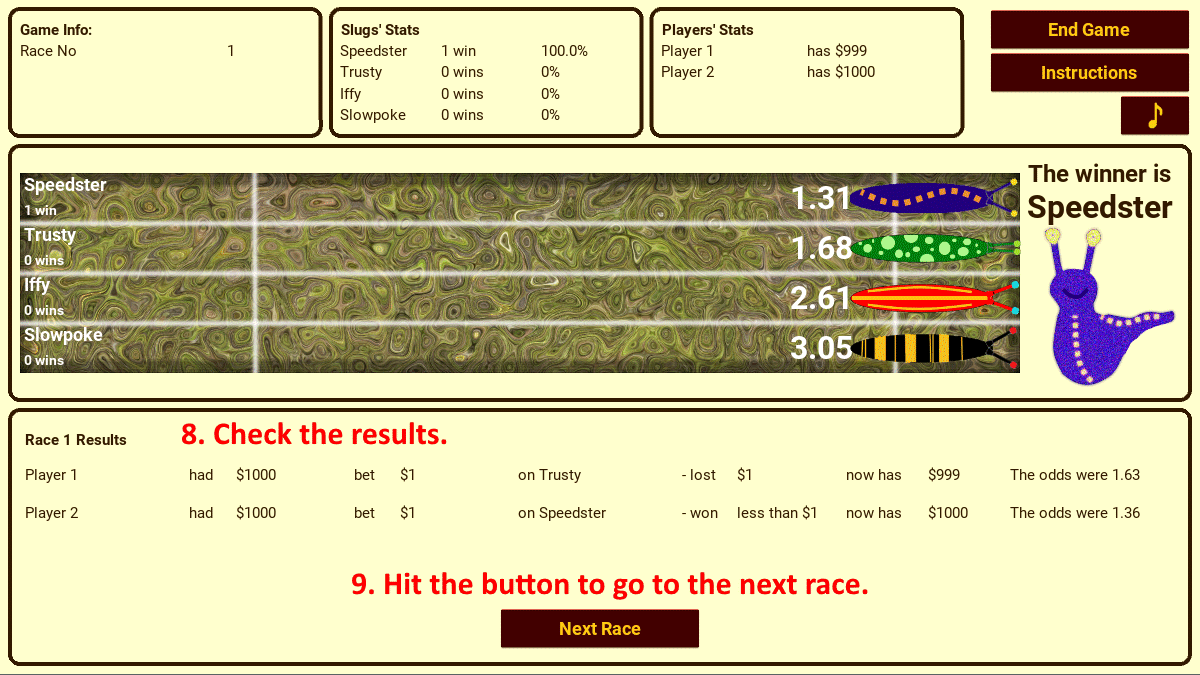 Game Info:
Race No 1
Slugs' Stats
Speedster 1 win 100.0%
Trusty 0 wins 0%
Iffy 0 wins 0%
Slowpoke 0 wins 0%
Players' Stats
Player 1 has $999
Player 2 has $1000
End Game
Instructions
Speedster
1 win
1.31
Trusty
0 wins
1.68
Iffy
0 wins
2.61
Slowpoke
0 wins
3.05
The winner is
Speedster
Race 1 Results
8. Check the results.
Player 1 had $1000 bet $1 on Trusty - lost $1 now has $999 The odds were 1.63
Player 2 had $1000 bet $1 on Speedster - won less than $1 now has $1000 The odds were 1.36
9. Hit the button to go to the next race.
Next Race